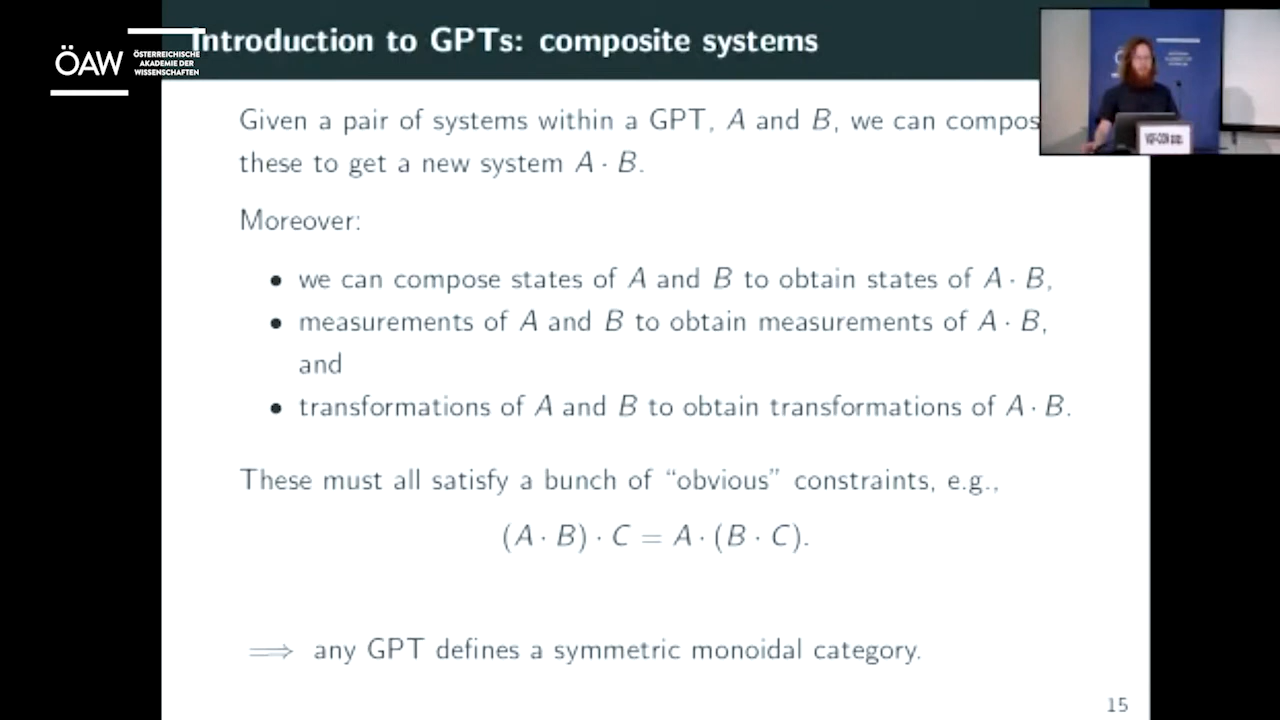 Introduction to GPTs: composite systems
ÖAW
ÖSTERREICHISCHE
AKADEMIE DER
WISSENSCHAFTEN
Given a pair of systems within a GPT, A and B, we can compos
these to get a new system A · B.
Moreover:
• we can compose states of A and B to obtain states of A · B,
• measurements of A and B to obtain measurements of A · B,
and
• transformations of A and B to obtain transformations of A · B.
These must all satisfy a bunch of “obvious” constraints, e.g.,
(A · B) · C = A · (B · C).
⟹ any GPT defines a symmetric monoidal category.
15